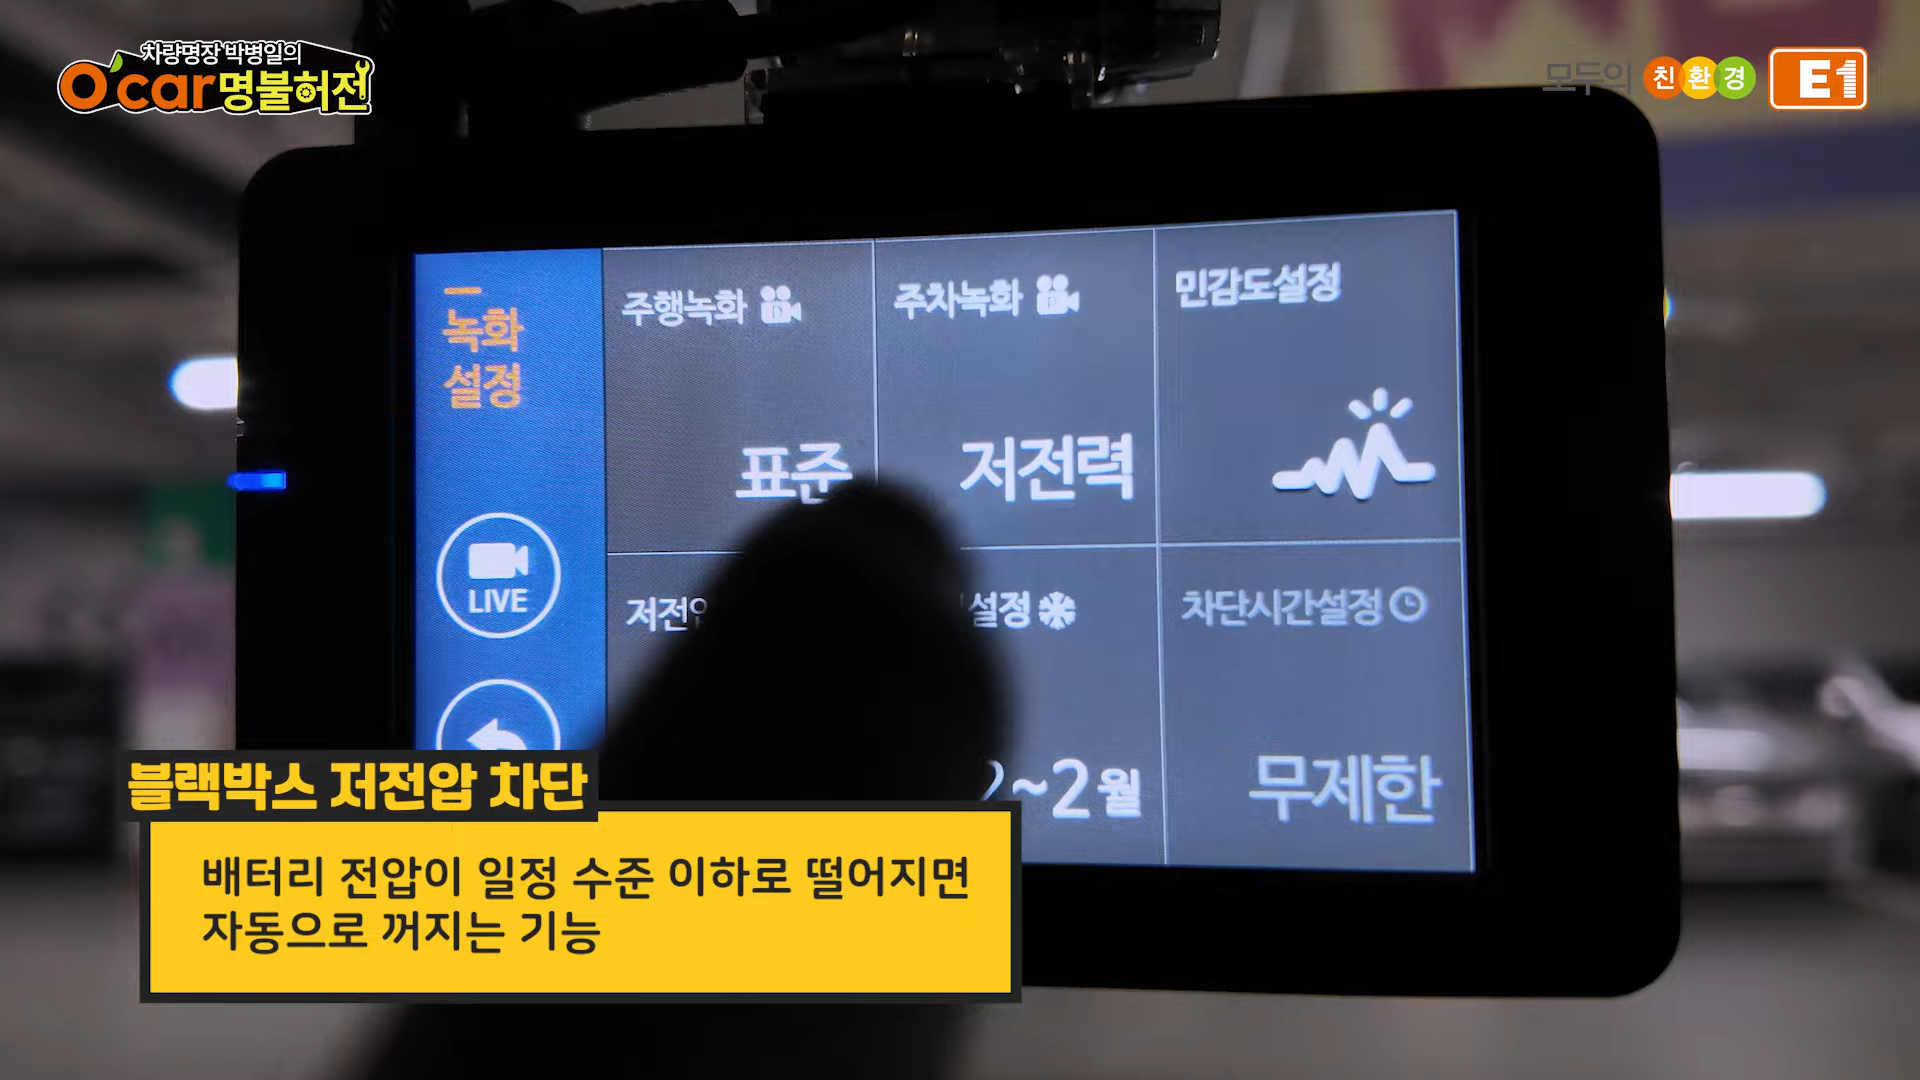 차량명장 박병일의
O'car명불허전
모두의 친환경 E1
녹화
설정
주행녹화
표준
주차녹화
저전력
민감도설정
LIVE
설정
2~2월
차단시간설정
무제한
블랙박스 저전압 차단
배터리 전압이 일정 수준 이하로 떨어지면
자동으로 꺼지는 기능